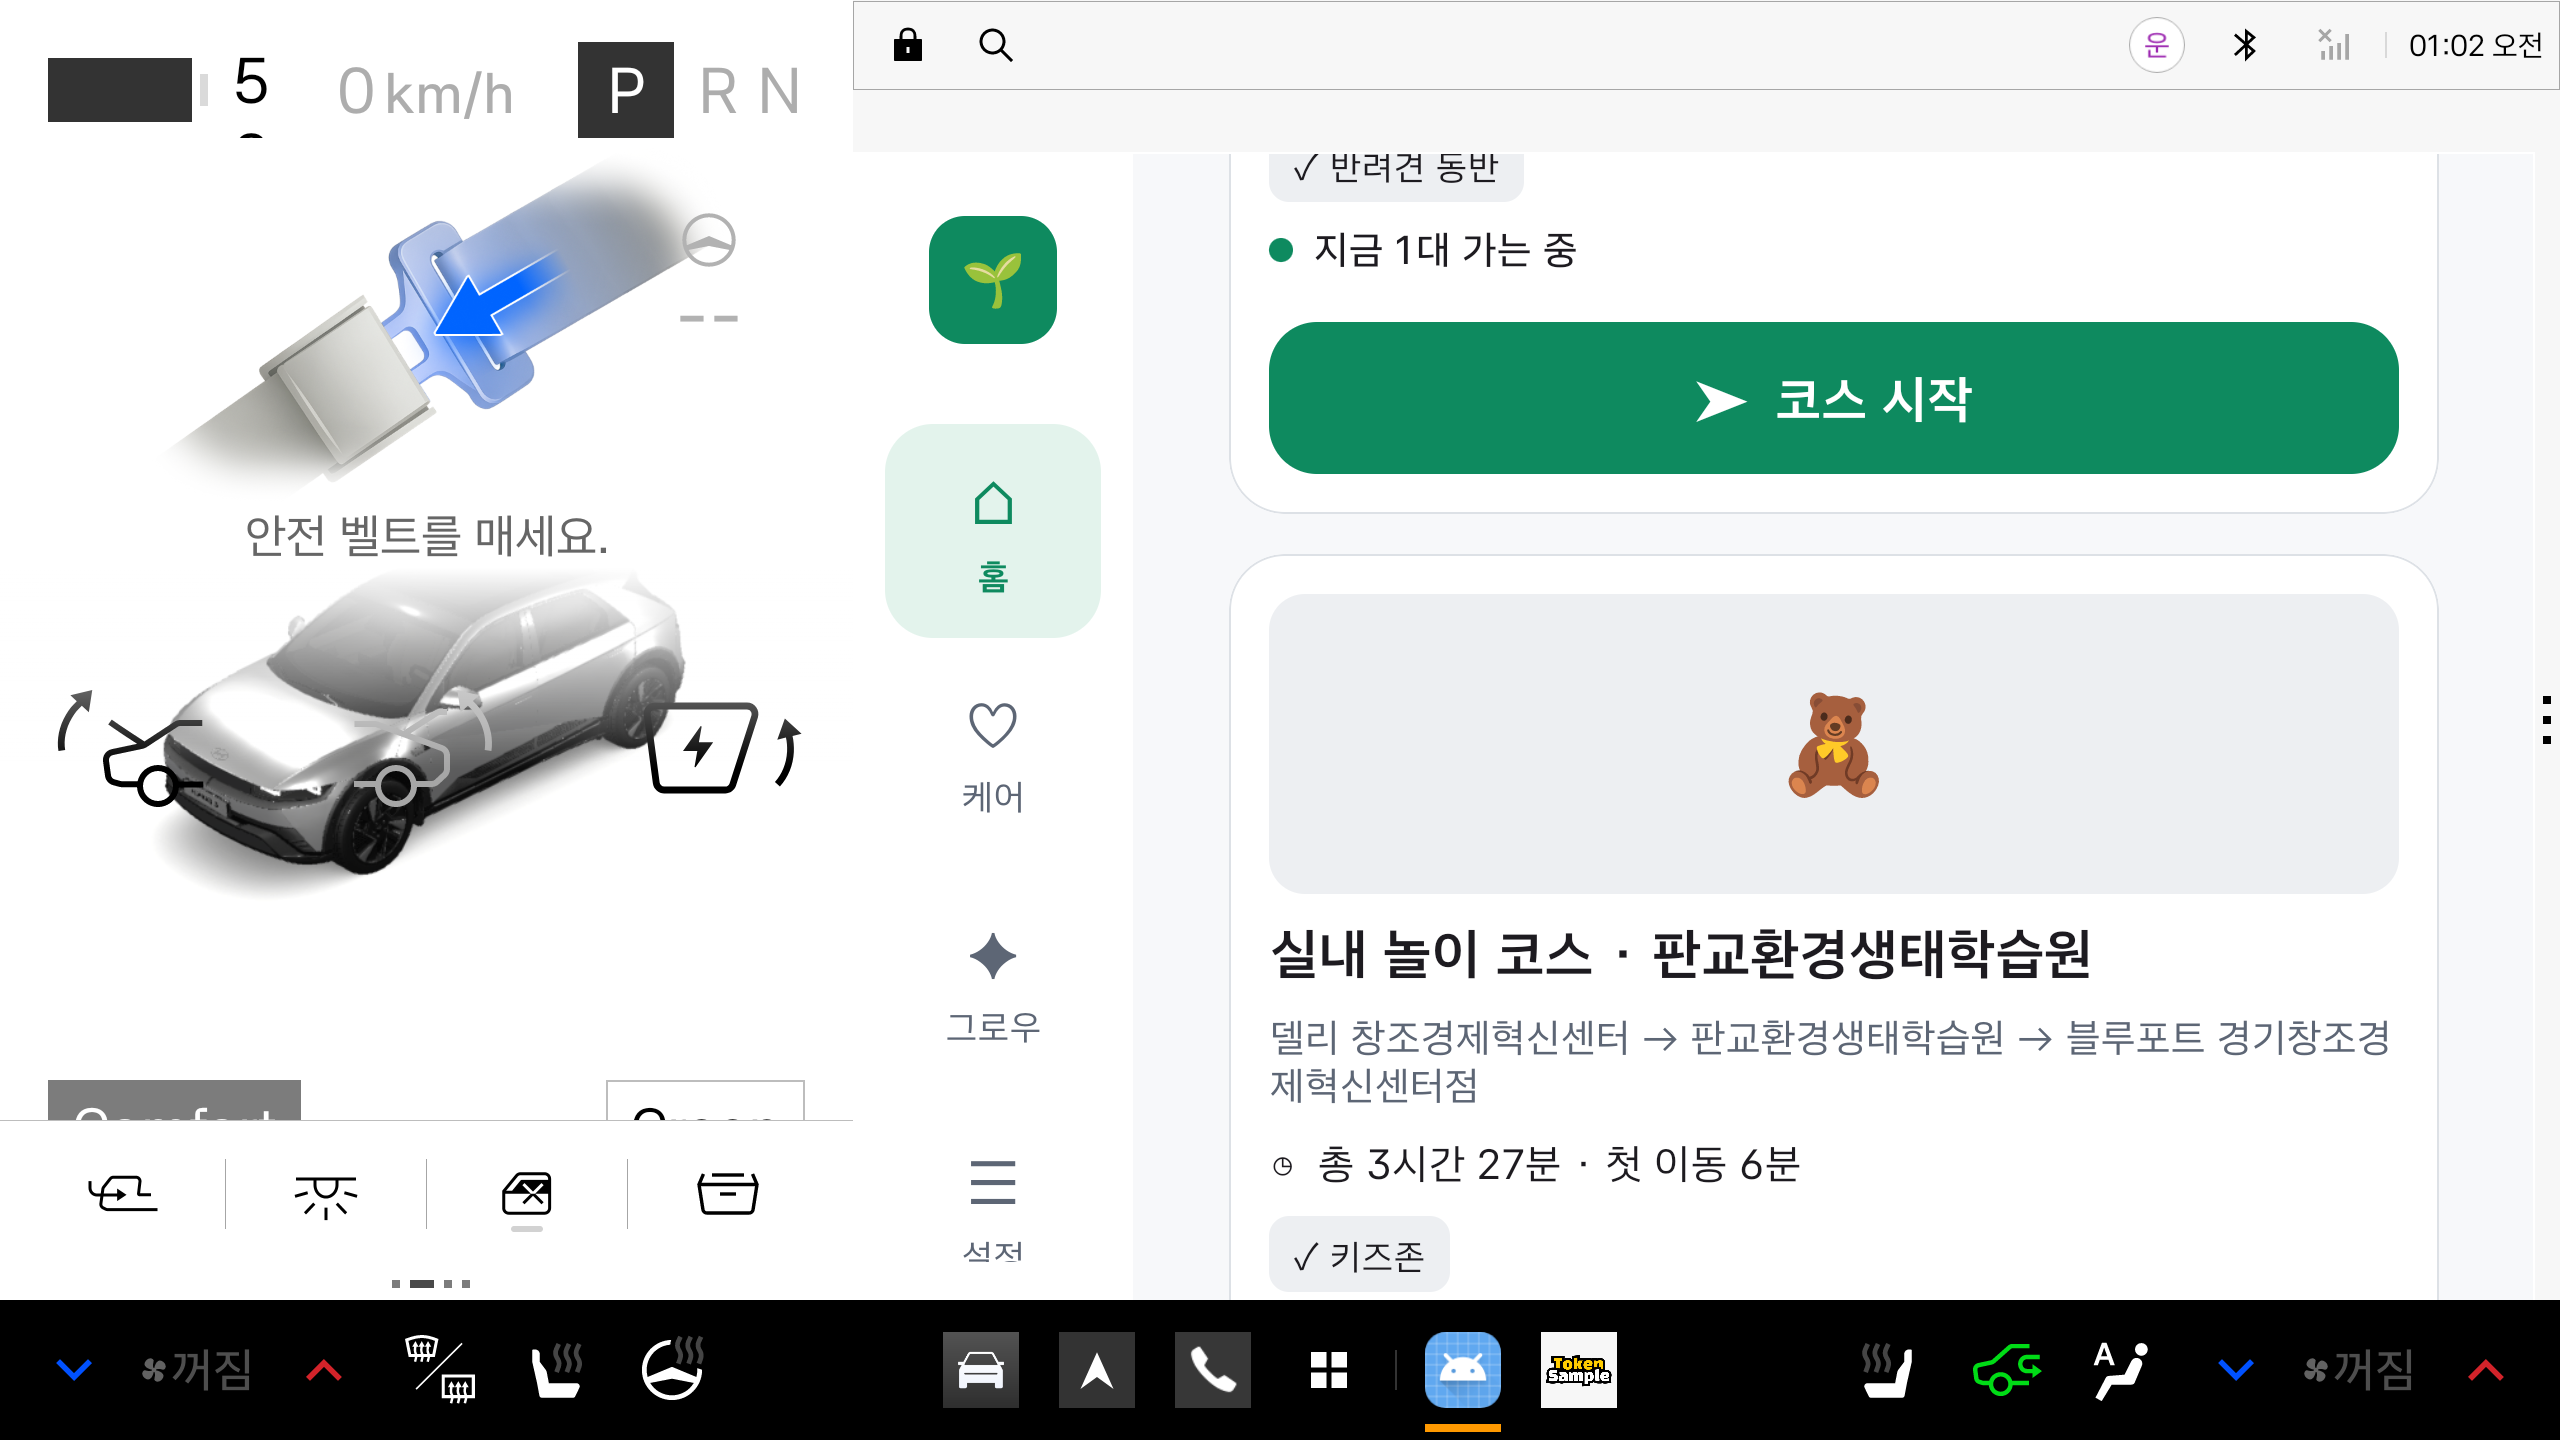 5
0 km/h
P R N
안전 벨트를 매세요.
01:02 오전
운
✓ 반려견 동반
지금 1대 가는 중
코스 시작
홈
케어
그로우
설정
실내 놀이 코스 · 판교환경생태학습원
델리 창조경제혁신센터 → 판교환경생태학습원 → 블루포트 경기창조경
제혁신센터점
총 3시간 27분 · 첫 이동 6분
✓ 키즈존
꺼짐
Token
Sample
A
꺼짐